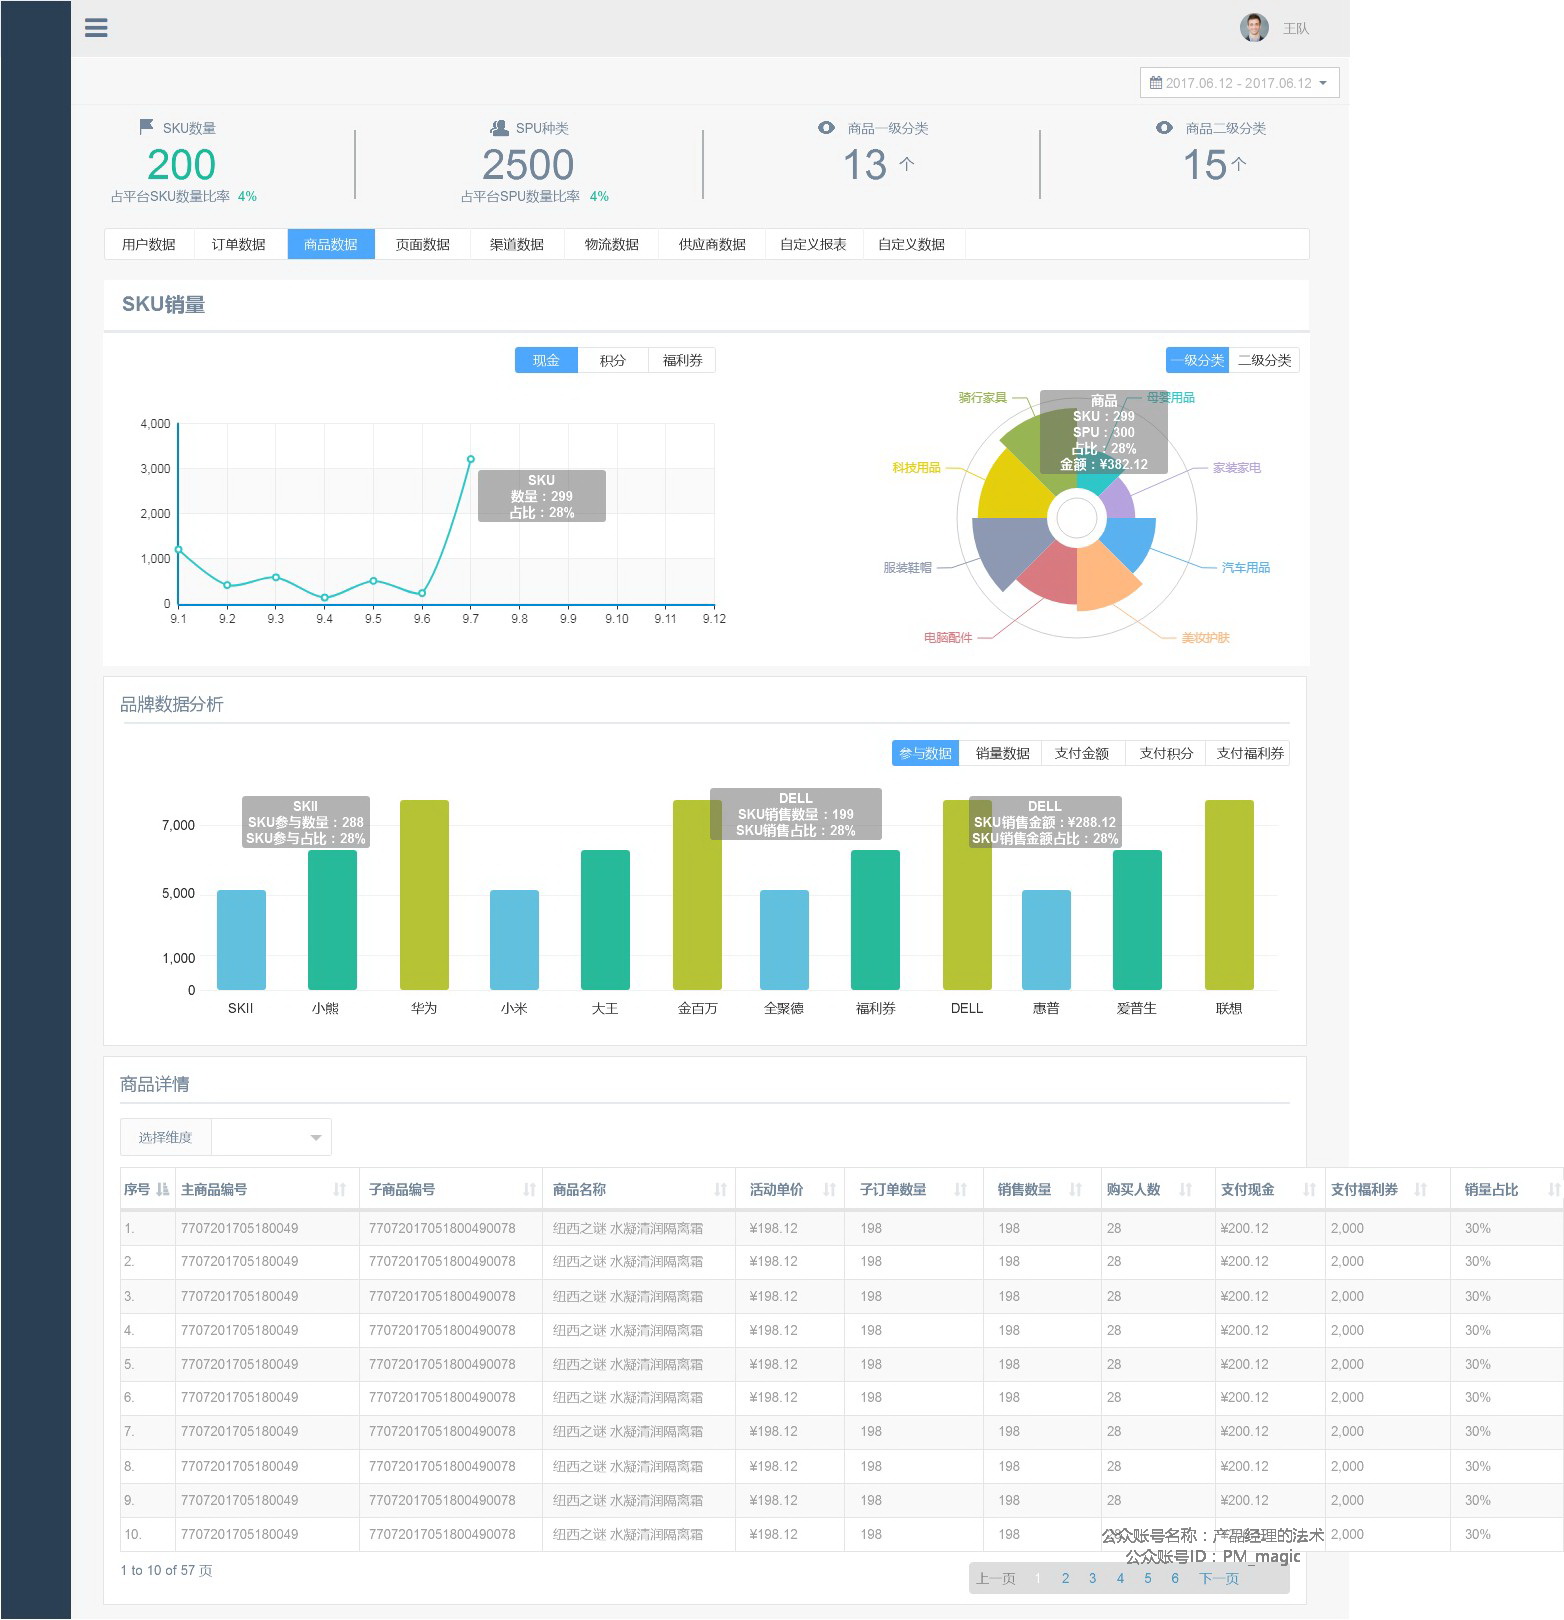 王队
2017.06.12 - 2017.06.12
SKU数量
200
占平台SKU数量比率 4%
SPU种类
2500
占平台SPU数量比率 4%
商品一级分类
13 个
商品二级分类
15 个
用户数据 订单数据 商品数据 页面数据 渠道数据 物流数据 供应商数据 自定义报表 自定义数据
SKU销量
现金 积分 福利券
一级分类 二级分类
4,000
3,000
2,000
1,000
0
9.1 9.2 9.3 9.4 9.5 9.6 9.7 9.8 9.9 9.10 9.11 9.12
SKU
数量：299
占比：28%
骑行家具
母婴用品
商品
SKU：299
SPU：300
占比：28%
金额：¥382.12
科技用品
家装家电
服装鞋帽
汽车用品
电脑配件
美妆护肤
品牌数据分析
参与数据 销量数据 支付金额 支付积分 支付福利券
7,000
5,000
1,000
0
SKII
SKU参与数量：288
SKU参与占比：28%
DELL
SKU销售数量：199
SKU销售占比：28%
DELL
SKU销售金额：¥288.12
SKU销售金额占比：28%
SKII 小熊 华为 小米 大王 金百万 全聚德 福利券 DELL 惠普 爱普生 联想
商品详情
选择维度
序号 主商品编号 子商品编号 商品名称 活动单价 子订单数量 销售数量 购买人数 支付现金 支付福利券 销量占比
1. 7707201705180049 77072017051800490078 纽西之谜 水凝清润隔离霜 ¥198.12 198 198 28 ¥200.12 2,000 30%
2. 7707201705180049 77072017051800490078 纽西之谜 水凝清润隔离霜 ¥198.12 198 198 28 ¥200.12 2,000 30%
3. 7707201705180049 77072017051800490078 纽西之谜 水凝清润隔离霜 ¥198.12 198 198 28 ¥200.12 2,000 30%
4. 7707201705180049 77072017051800490078 纽西之谜 水凝清润隔离霜 ¥198.12 198 198 28 ¥200.12 2,000 30%
5. 7707201705180049 77072017051800490078 纽西之谜 水凝清润隔离霜 ¥198.12 198 198 28 ¥200.12 2,000 30%
6. 7707201705180049 77072017051800490078 纽西之谜 水凝清润隔离霜 ¥198.12 198 198 28 ¥200.12 2,000 30%
7. 7707201705180049 77072017051800490078 纽西之谜 水凝清润隔离霜 ¥198.12 198 198 28 ¥200.12 2,000 30%
8. 7707201705180049 77072017051800490078 纽西之谜 水凝清润隔离霜 ¥198.12 198 198 28 ¥200.12 2,000 30%
9. 7707201705180049 77072017051800490078 纽西之谜 水凝清润隔离霜 ¥198.12 198 198 28 ¥200.12 2,000 30%
10. 7707201705180049 77072017051800490078 纽西之谜 水凝清润隔离霜 ¥198.12 198 198 2,000 30%
公众账号名称：产品经理的法术
公众账号ID：PM_magic
1 to 10 of 57 页
上一页 1 2 3 4 5 6 下一页